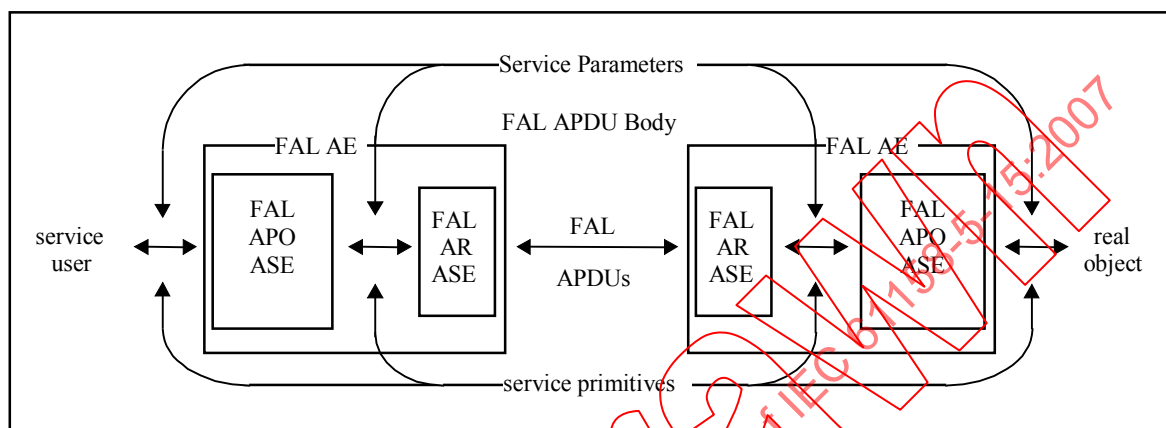 Service Parameters
FAL APDU Body
FAL AE
FAL AE
service
user
FAL
APO
ASE
FAL
AR
ASE
FAL
APDUs
FAL
AR
ASE
FAL
APO
ASE
real
object
service primitives
f IEC 61158-5-15:2007